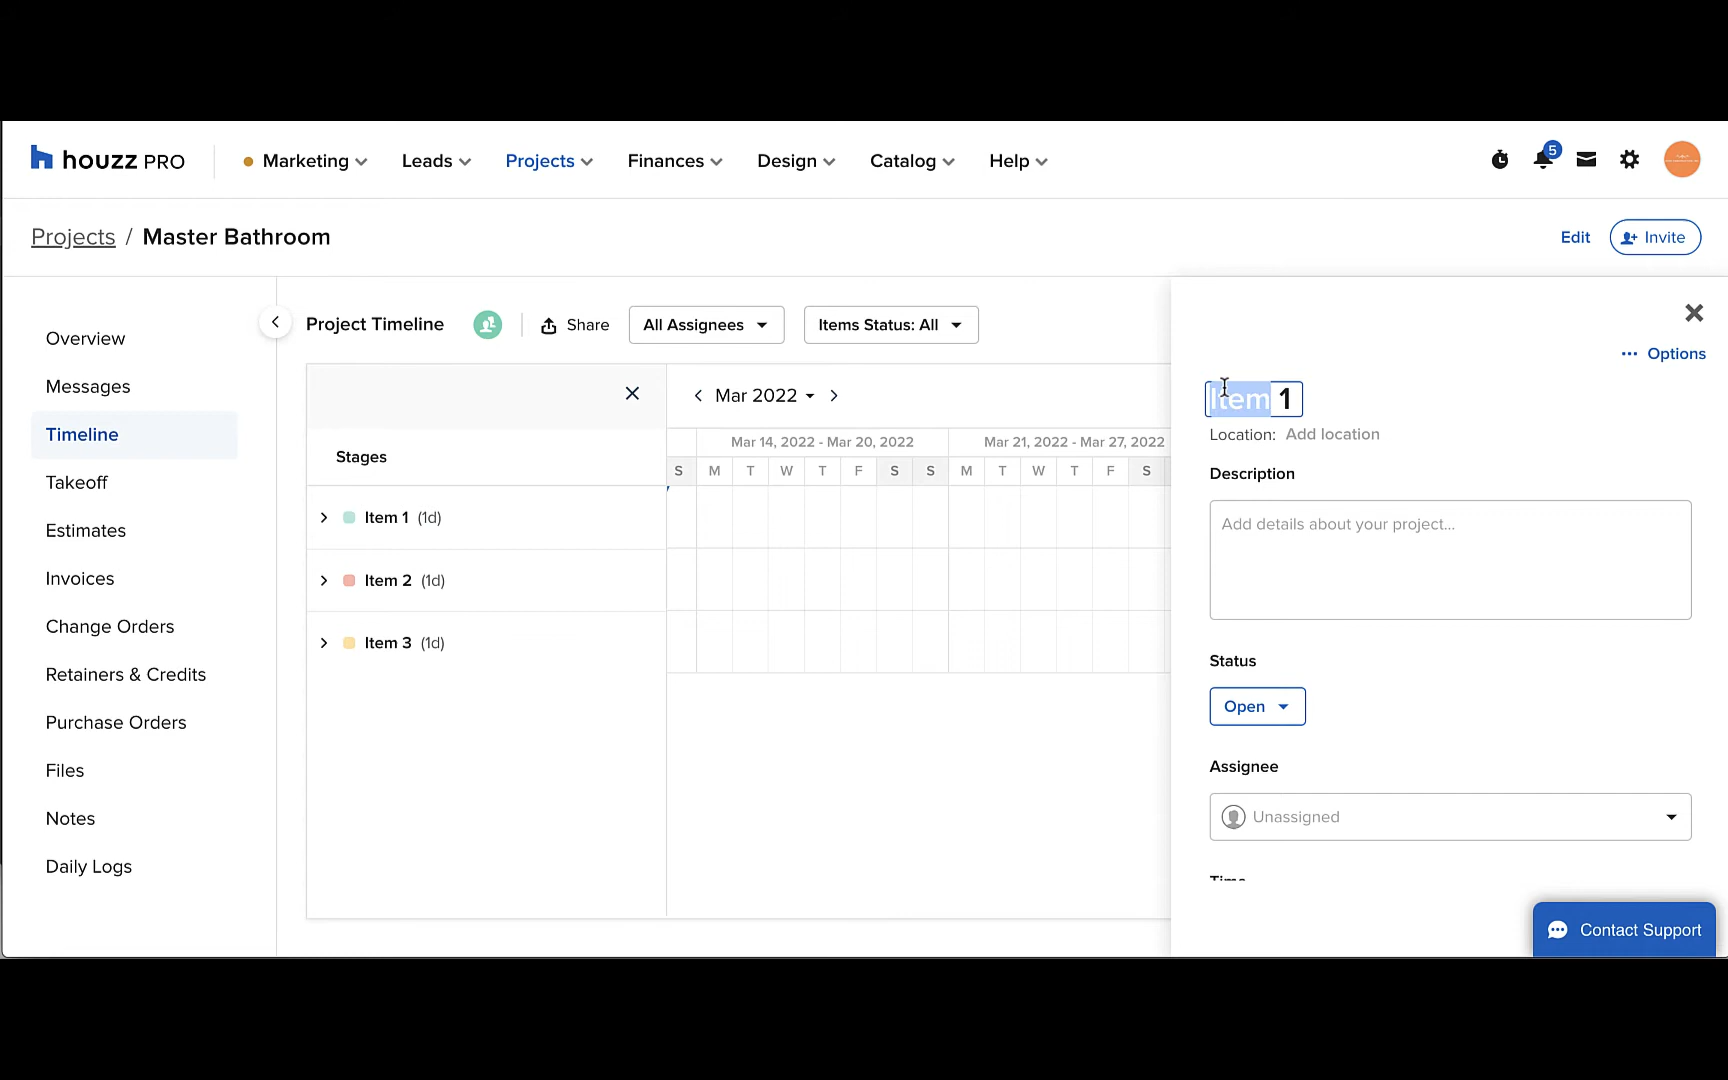 houzz PRO
Marketing
Leads
Projects
Finances
Design
Catalog
Help
5
Projects / Master Bathroom
Edit
Invite
Overview
Messages
Timeline
Takeoff
Estimates
Invoices
Change Orders
Retainers & Credits
Purchase Orders
Files
Notes
Daily Logs
Project Timeline
Share
All Assignees
Items Status: All
Mar 2022
Stages
Mar 14, 2022 - Mar 20, 2022
Mar 21, 2022 - Mar 27, 2022
S M T W T F S S M T W T F S
Item 1 (1d)
Item 2 (1d)
Item 3 (1d)
Options
Item 1
Location: Add location
Description
Add details about your project...
Status
Open
Assignee
Unassigned
Time
Contact Support